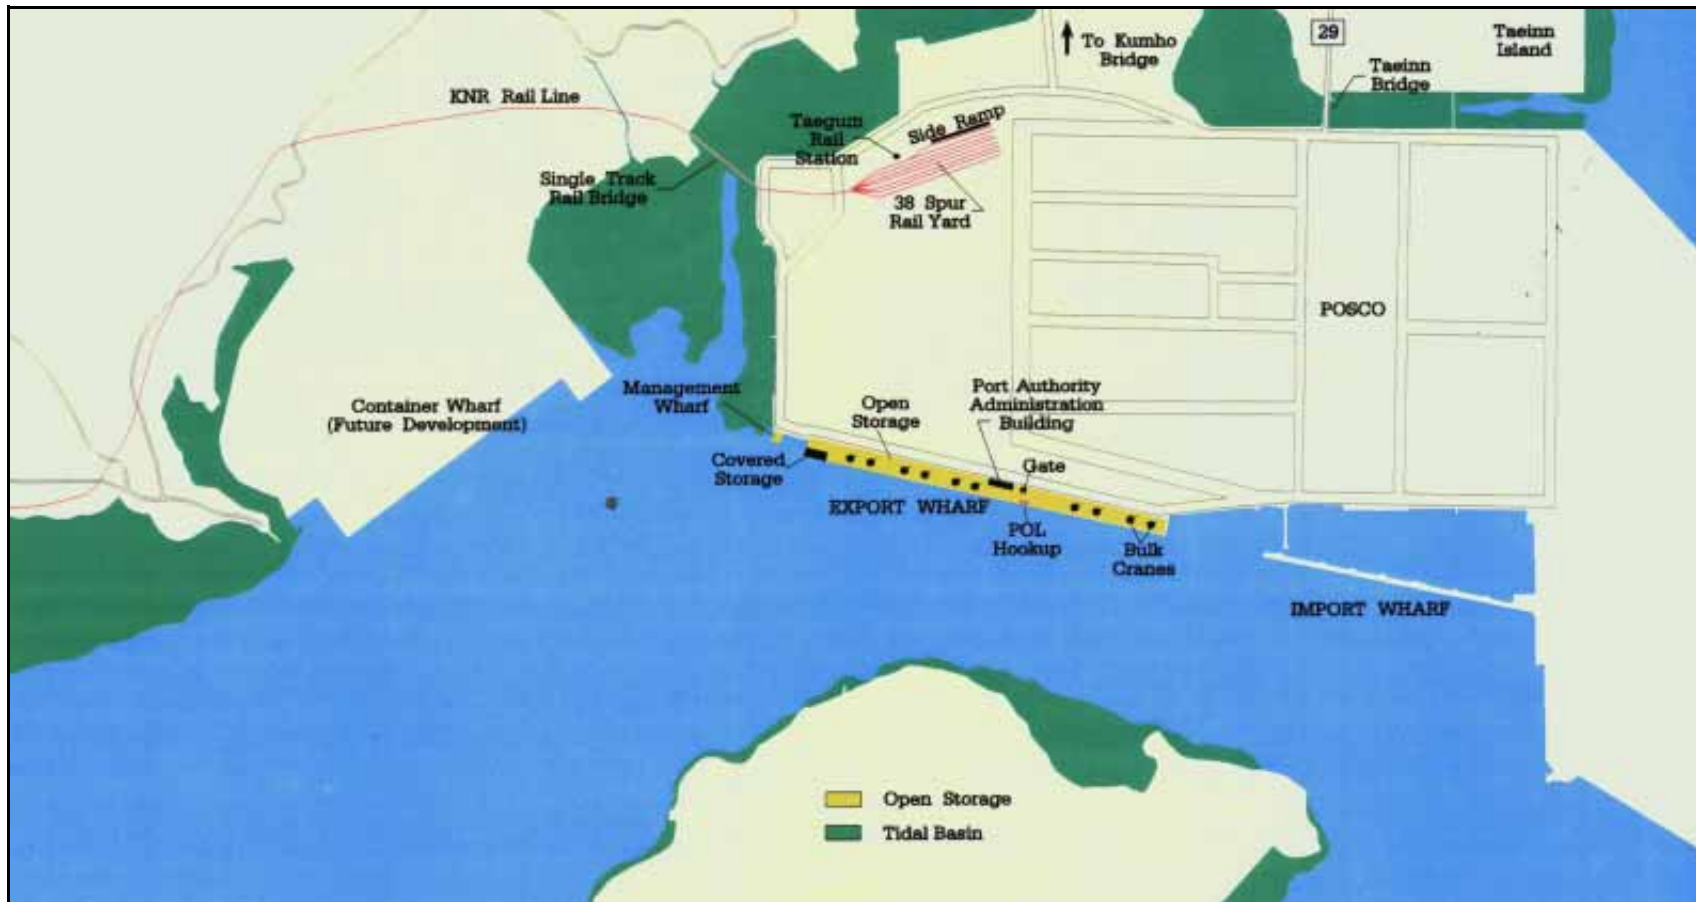 29
To Kumho
Bridge
Taeinn
Island
Taeinn
Bridge
KNR Rail Line
Taegum
Rail
Station
Side Ramp
Single Track
Rail Bridge
38 Spur
Rail Yard
POSCO
Management
Wharf
Container Wharf
(Future Development)
Open
Storage
Port Authority
Administration
Building
Covered
Storage
Gate
EXPORT WHARF
POL
Hookup
Bulk
Cranes
IMPORT WHARF
Open Storage
Tidal Basin